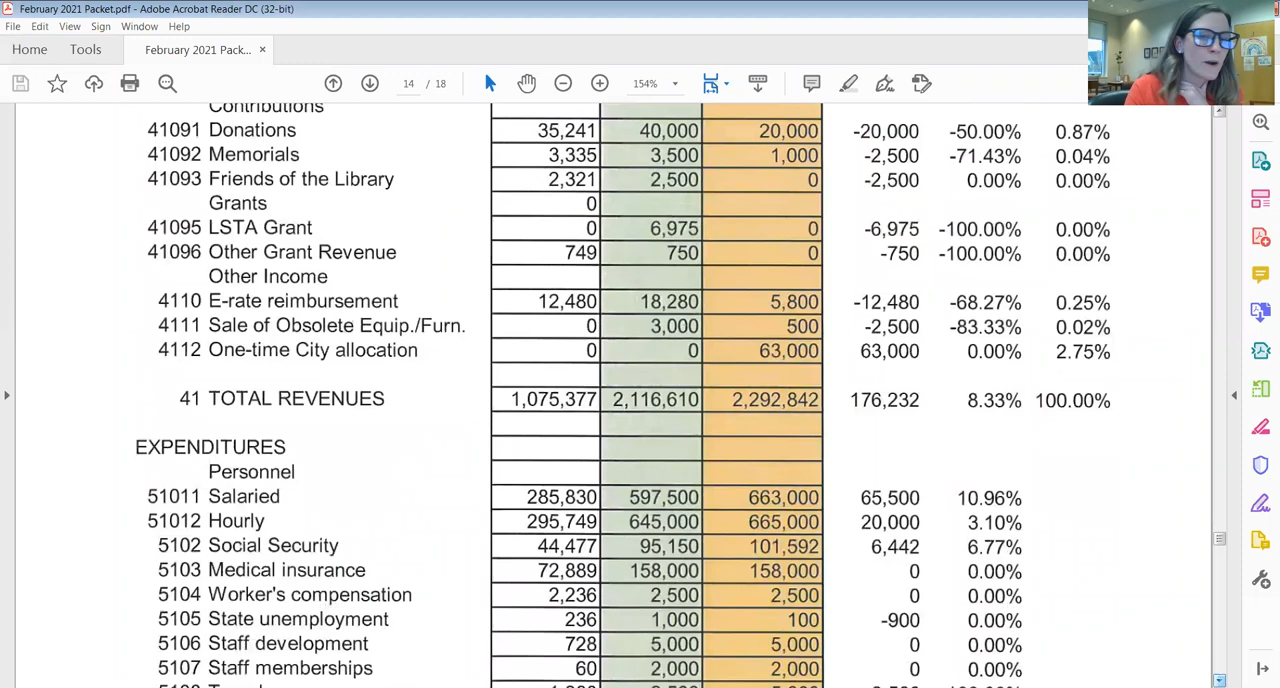 February 2021 Packet.pdf - Adobe Acrobat Reader DC (32-bit)
File Edit View Sign Window Help
Home Tools February 2021 Pack... ×
14 / 18 154%
Contributions
41091 Donations 35,241 40,000 20,000 -20,000 -50.00% 0.87%
41092 Memorials 3,335 3,500 1,000 -2,500 -71.43% 0.04%
41093 Friends of the Library 2,321 2,500 0 -2,500 0.00% 0.00%
Grants 0
41095 LSTA Grant 0 6,975 0 -6,975 -100.00% 0.00%
41096 Other Grant Revenue 749 750 0 -750 -100.00% 0.00%
Other Income
4110 E-rate reimbursement 12,480 18,280 5,800 -12,480 -68.27% 0.25%
4111 Sale of Obsolete Equip./Furn. 0 3,000 500 -2,500 -83.33% 0.02%
4112 One-time City allocation 0 0 63,000 63,000 0.00% 2.75%
41 TOTAL REVENUES 1,075,377 2,116,610 2,292,842 176,232 8.33% 100.00%
EXPENDITURES
Personnel
51011 Salaried 285,830 597,500 663,000 65,500 10.96%
51012 Hourly 295,749 645,000 665,000 20,000 3.10%
5102 Social Security 44,477 95,150 101,592 6,442 6.77%
5103 Medical insurance 72,889 158,000 158,000 0 0.00%
5104 Worker's compensation 2,236 2,500 2,500 0 0.00%
5105 State unemployment 236 1,000 100 -900 0.00%
5106 Staff development 728 5,000 5,000 0 0.00%
5107 Staff memberships 60 2,000 2,000 0 0.00%